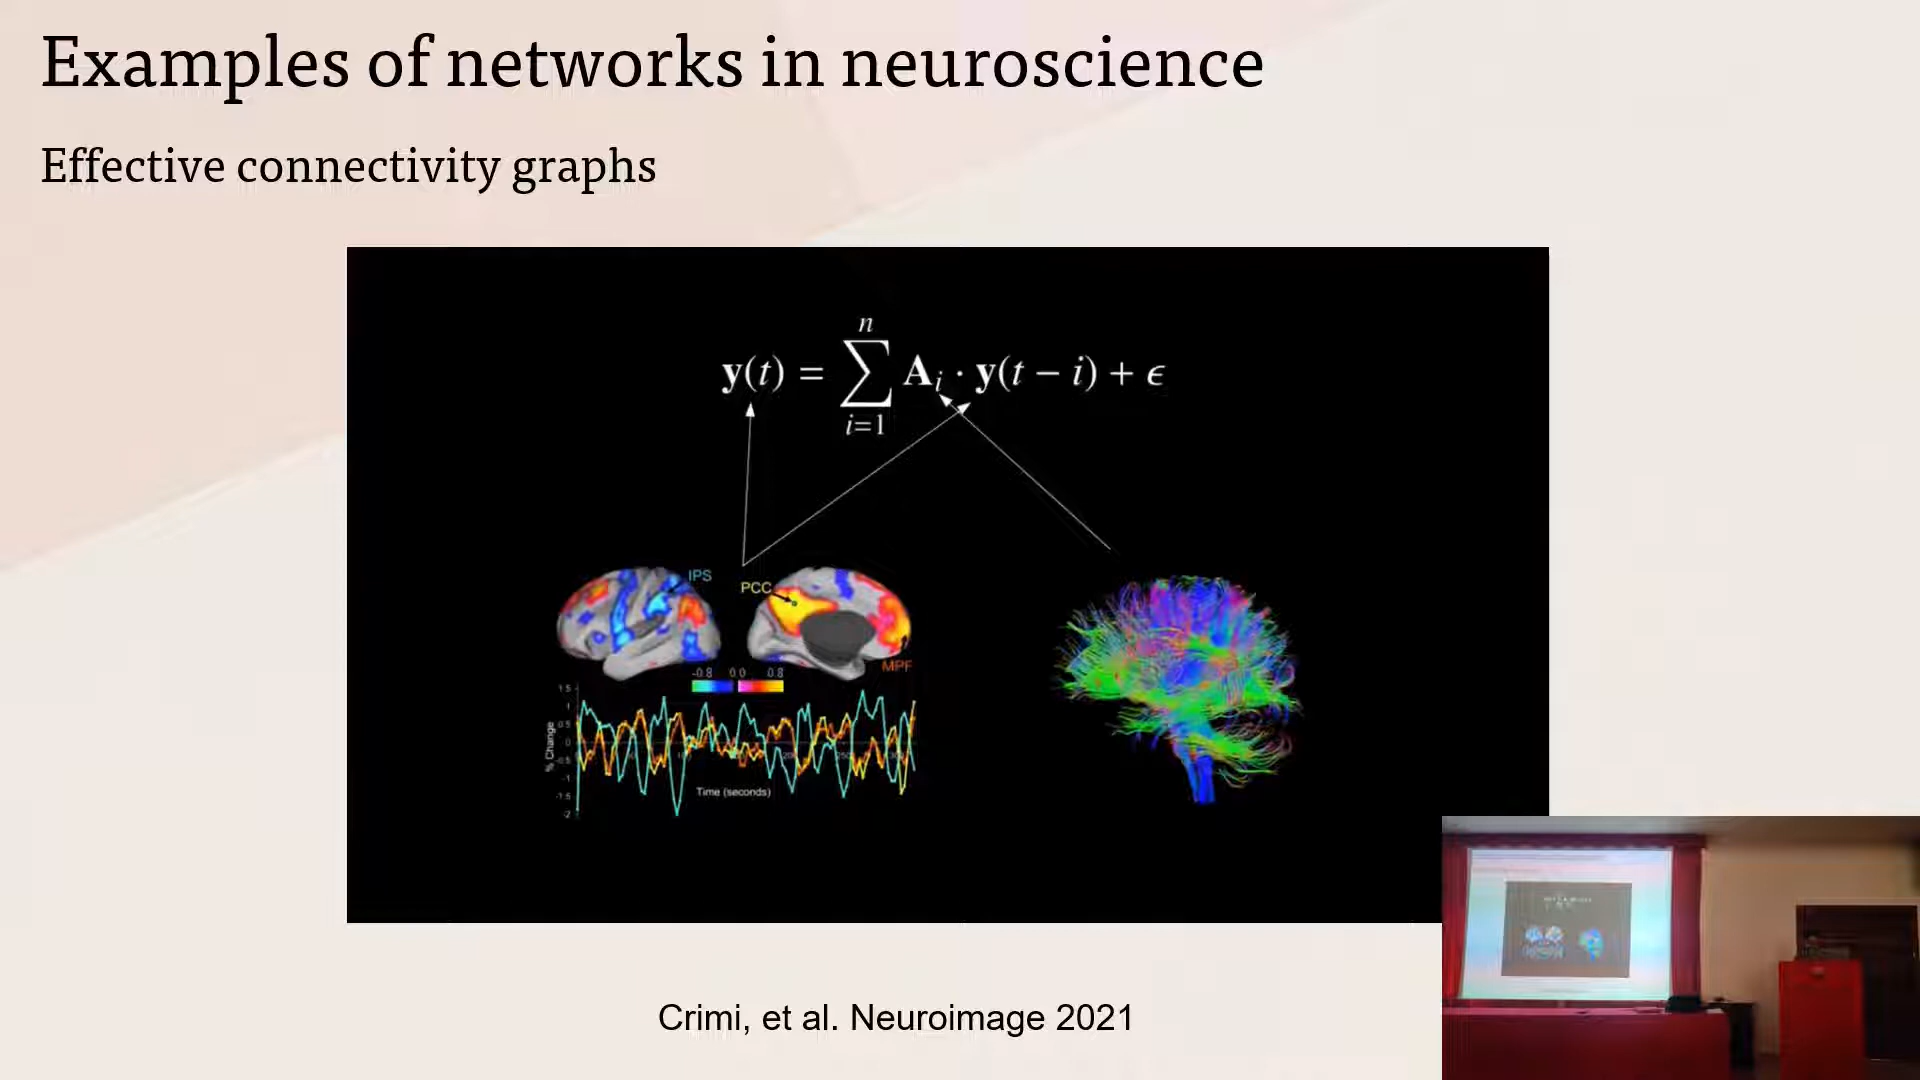 Examples of networks in neuroscience
Effective connectivity graphs
n
y(t) = ∑ A_i · y(t − i) + ϵ
i=1
IPS
PCC
MPF
-0.8 0.0 0.8
1.5
1
0.5
0
-0.5
-1
-1.5
-2
% Change
Time (seconds)
Crimi, et al. Neuroimage 2021